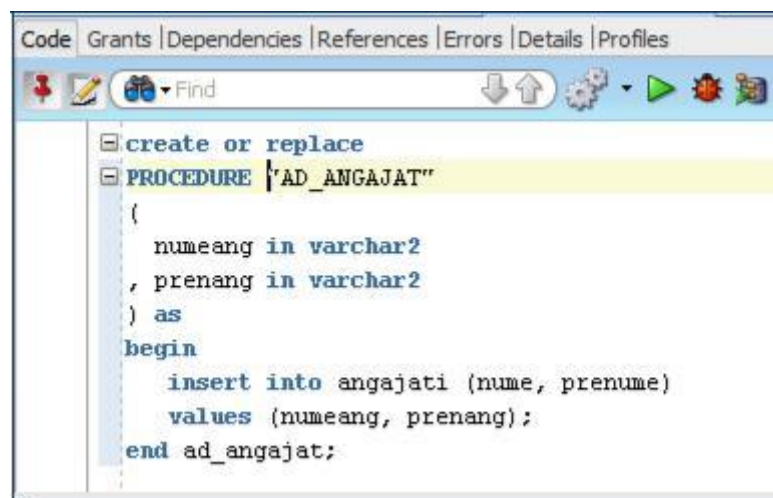 Code Grants |Dependencies |References |Errors |Details |Profiles
Find
create or replace
PROCEDURE "AD_ANGAJAT"
(
numeang in varchar2
, prenang in varchar2
) as
begin
insert into angajati (nume, prenume)
values (numeang, prenang);
end ad_angajat;